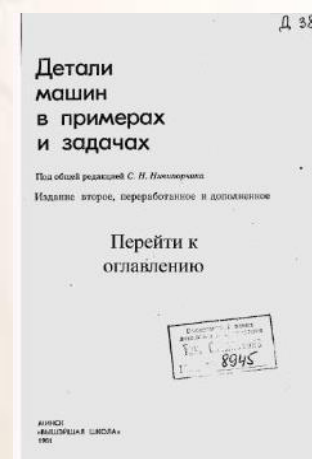 Д 38
Детали
машин
в примерах
и задачах
Под общей редакцией С. Н. Ничипорчика
Издание второе, переработанное и дополненное
Перейти к
оглавлению
8945
МИНСК
«ВЫШЭЙШАЯ ШКОЛА»
1981